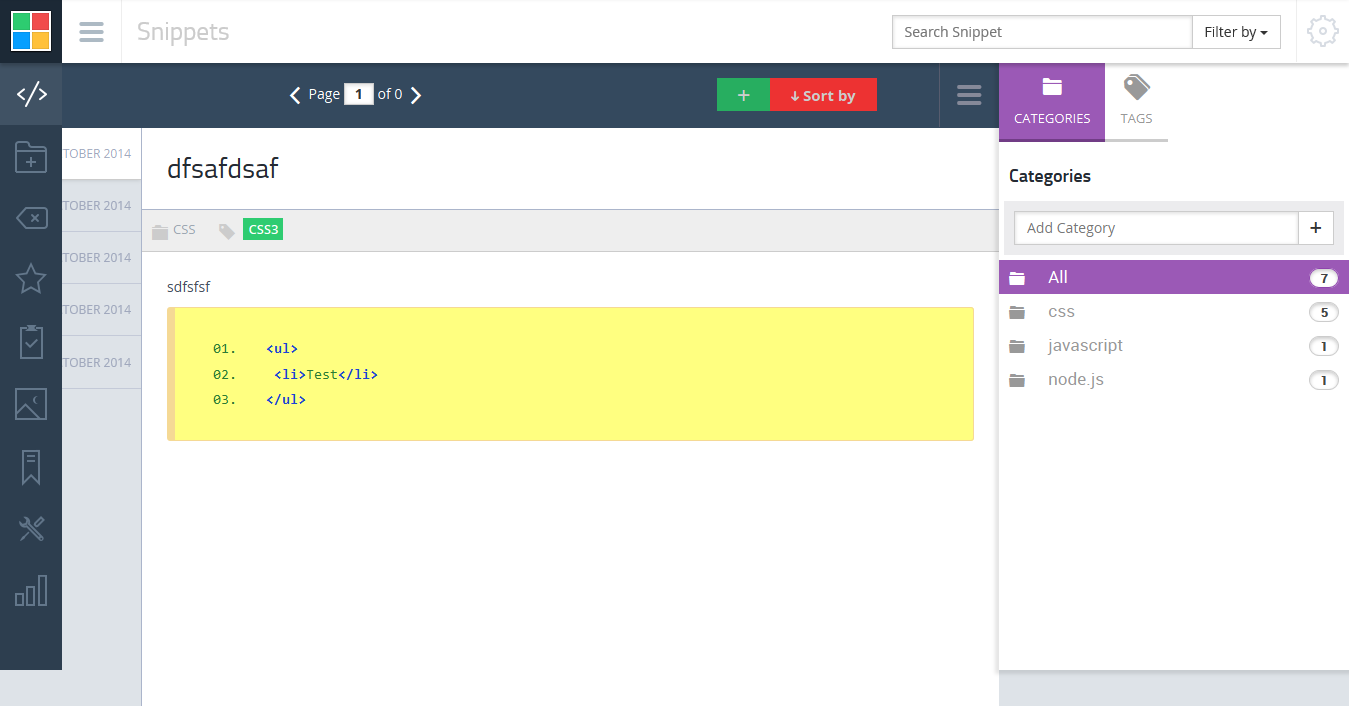 Snippets
Search Snippet
Filter by
Page 1 of 0
+
↓ Sort by
CATEGORIES
TAGS
TOBER 2014
TOBER 2014
TOBER 2014
TOBER 2014
TOBER 2014
dfsafdsaf
CSS
CSS3
sdfsfsf
01. <ul>
02. <li>Test</li>
03. </ul>
Categories
Add Category
+
All 7
css 5
javascript 1
node.js 1